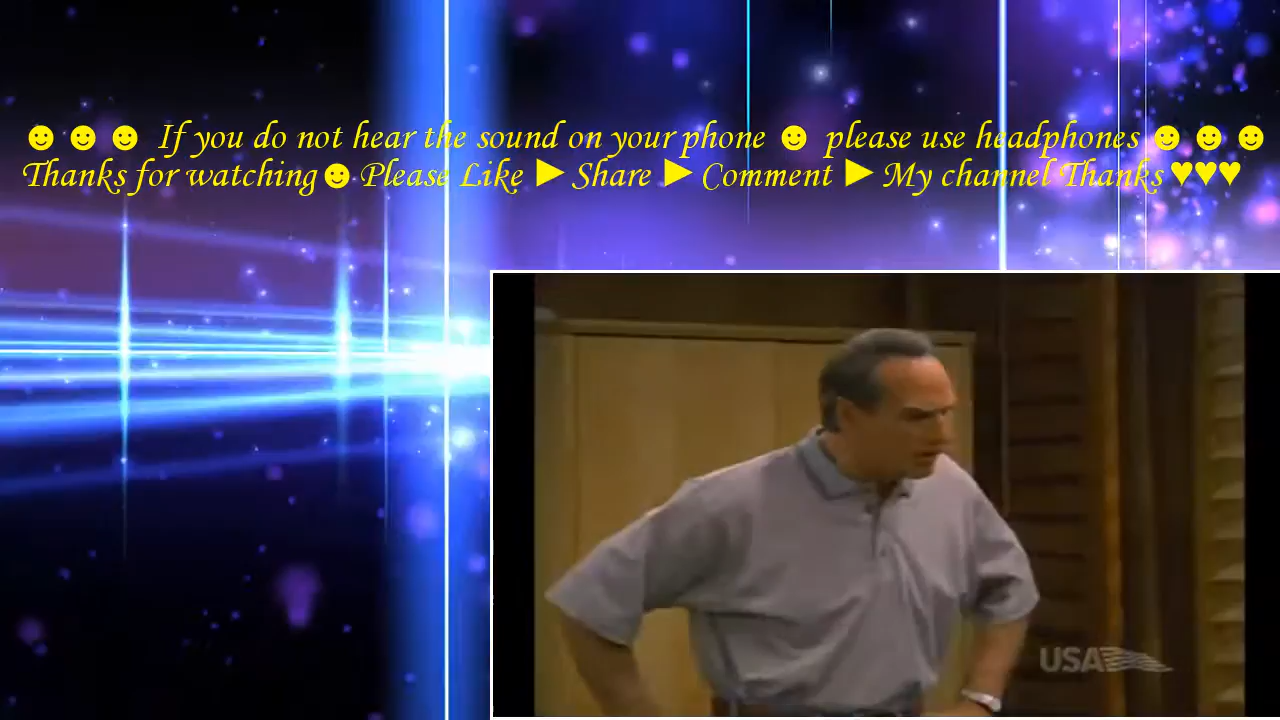 ☻☻☻ If you do not hear the sound on your phone ☻ please use headphones ☻☻☻
Thanks for watching☻Please Like ►Share ►Comment ►My channel Thanks ♥♥♥
USA